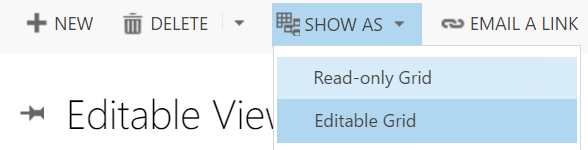 NEW DELETE SHOW AS EMAIL A LINK
Read-only Grid
Editable View
Editable Grid